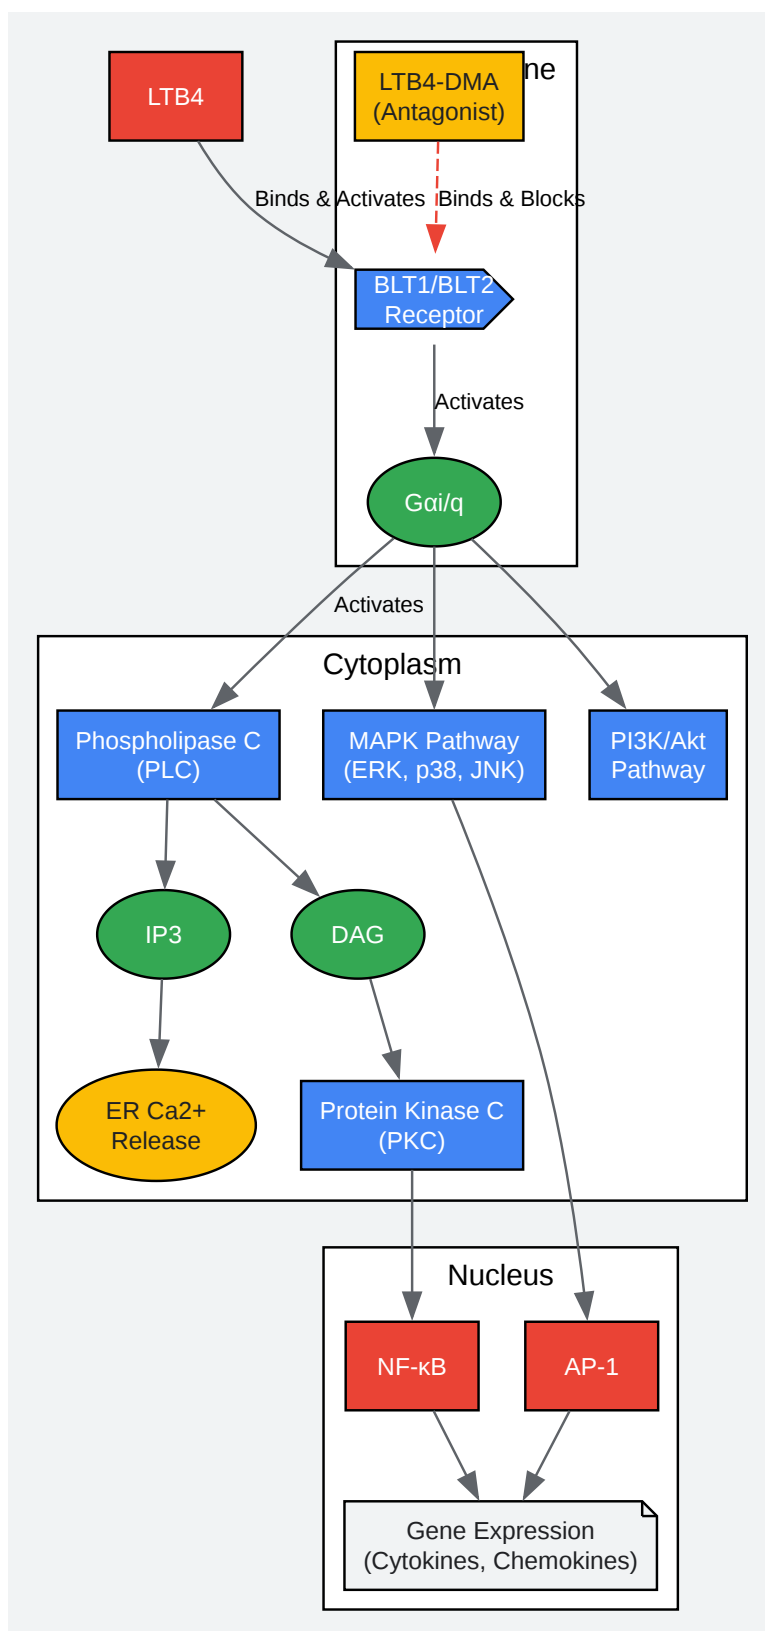 LTB4
LTB4-DMA
(Antagonist)
Binds & Activates
Binds & Blocks
BLT1/BLT2
Receptor
Activates
Gαi/q
Activates
Cytoplasm
Phospholipase C
(PLC)
MAPK Pathway
(ERK, p38, JNK)
PI3K/Akt
Pathway
IP3
DAG
ER Ca2+
Release
Protein Kinase C
(PKC)
Nucleus
NF-κB
AP-1
Gene Expression
(Cytokines, Chemokines)